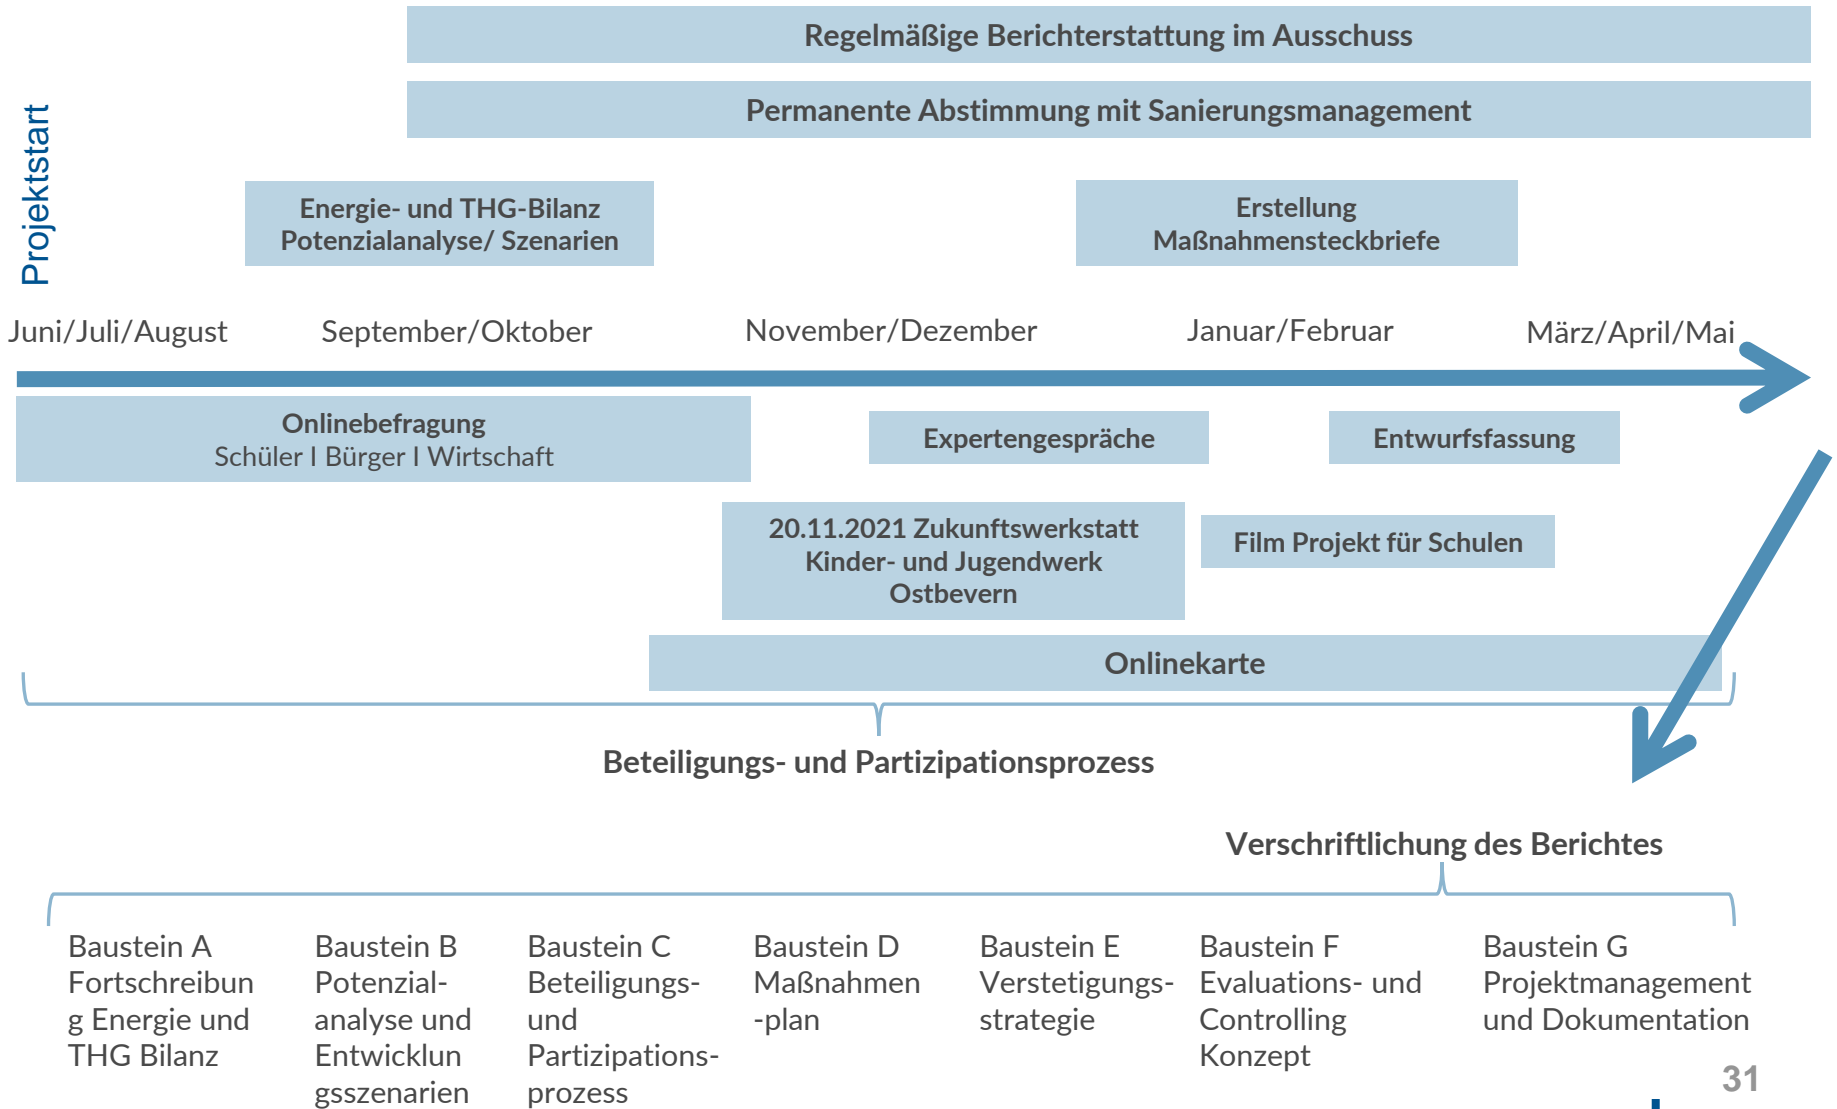 Regelmäßige Berichterstattung im Ausschuss
Permanente Abstimmung mit Sanierungsmanagement
Projektstart
Energie- und THG-Bilanz
Potenzialanalyse/ Szenarien
Erstellung
Maßnahmensteckbriefe
Juni/Juli/August
September/Oktober
November/Dezember
Januar/Februar
März/April/Mai
Onlinebefragung
Schüler I Bürger I Wirtschaft
Expertengespräche
Entwurfsfassung
20.11.2021 Zukunftswerkstatt
Kinder- und Jugendwerk
Ostbevern
Film Projekt für Schulen
Onlinekarte
Beteiligungs- und Partizipationsprozess
Verschriftlichung des Berichtes
Baustein A
Fortschreibun
g Energie und
THG Bilanz
Baustein B
Potenzial-
analyse und
Entwicklun
gsszenarien
Baustein C
Beteiligungs-
und
Partizipations-
prozess
Baustein D
Maßnahmen
-plan
Baustein E
Verstetigungs-
strategie
Baustein F
Evaluations- und
Controlling
Konzept
Baustein G
Projektmanagement
und Dokumentation
31